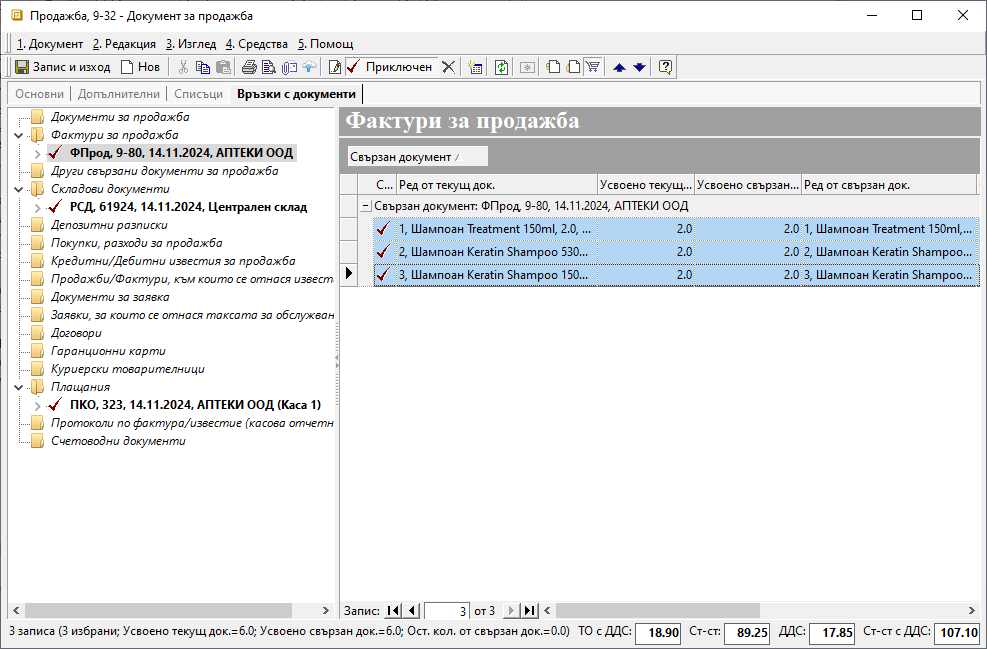 Продажба, 9-32 - Документ за продажба
1. Документ 2. Редакция 3. Изглед 4. Средства 5. Помощ
Запис и изход Нов Приключен
Основни Допълнителни Списъци Връзки с документи
Документи за продажба
Фактури за продажба
ФПрод, 9-80, 14.11.2024, АПТЕКИ ООД
Други свързани документи за продажба
Складови документи
РСД, 61924, 14.11.2024, Централен склад
Депозитни разписки
Покупки, разходи за продажба
Кредитни/Дебитни известия за продажба
Продажби/Фактури, към които се отнася извест
Документи за заявка
Заявки, за които се отнася таксата за обслужван
Договори
Гаранционни карти
Куриерски товарителници
Плащания
ПКО, 323, 14.11.2024, АПТЕКИ ООД (Каса 1)
Протоколи по фактура/известие (касова отчетн
Счетоводни документи
Фактури за продажба
Свързан документ
С... Ред от текущ док. Усвоено текущ... Усвоено свързан... Ред от свързан док.
Свързан документ: ФПрод, 9-80, 14.11.2024, АПТЕКИ ООД
1, Шампоан Treatment 150ml, 2.0, ... 2.0 2.0 1, Шампоан Treatment 150ml,...
2, Шампоан Keratin Shampoo 530... 2.0 2.0 2, Шампоан Keratin Shampoo...
3, Шампоан Keratin Shampoo 150... 2.0 2.0 3, Шампоан Keratin Shampoo...
Запис: 3 от 3
3 записа (3 избрани; Усвоено текущ док.=6.0; Усвоено свързан док.=6.0; Ост. кол. от свързан док.=0.0) ТО с ДДС: 18.90 Ст-ст: 89.25 ДДС: 17.85 Ст-ст с ДДС: 107.10